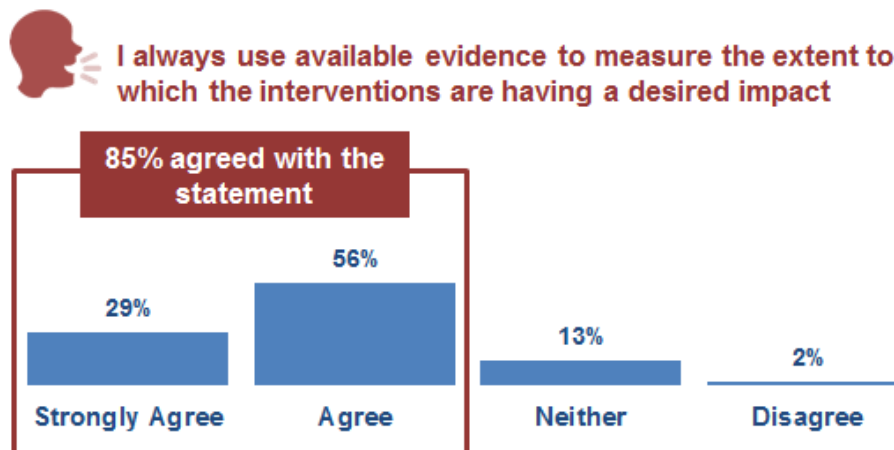 I always use available evidence to measure the extent to
which the interventions are having a desired impact
85% agreed with the
statement
29%
56%
13%
2%
Strongly Agree
Agree
Neither
Disagree